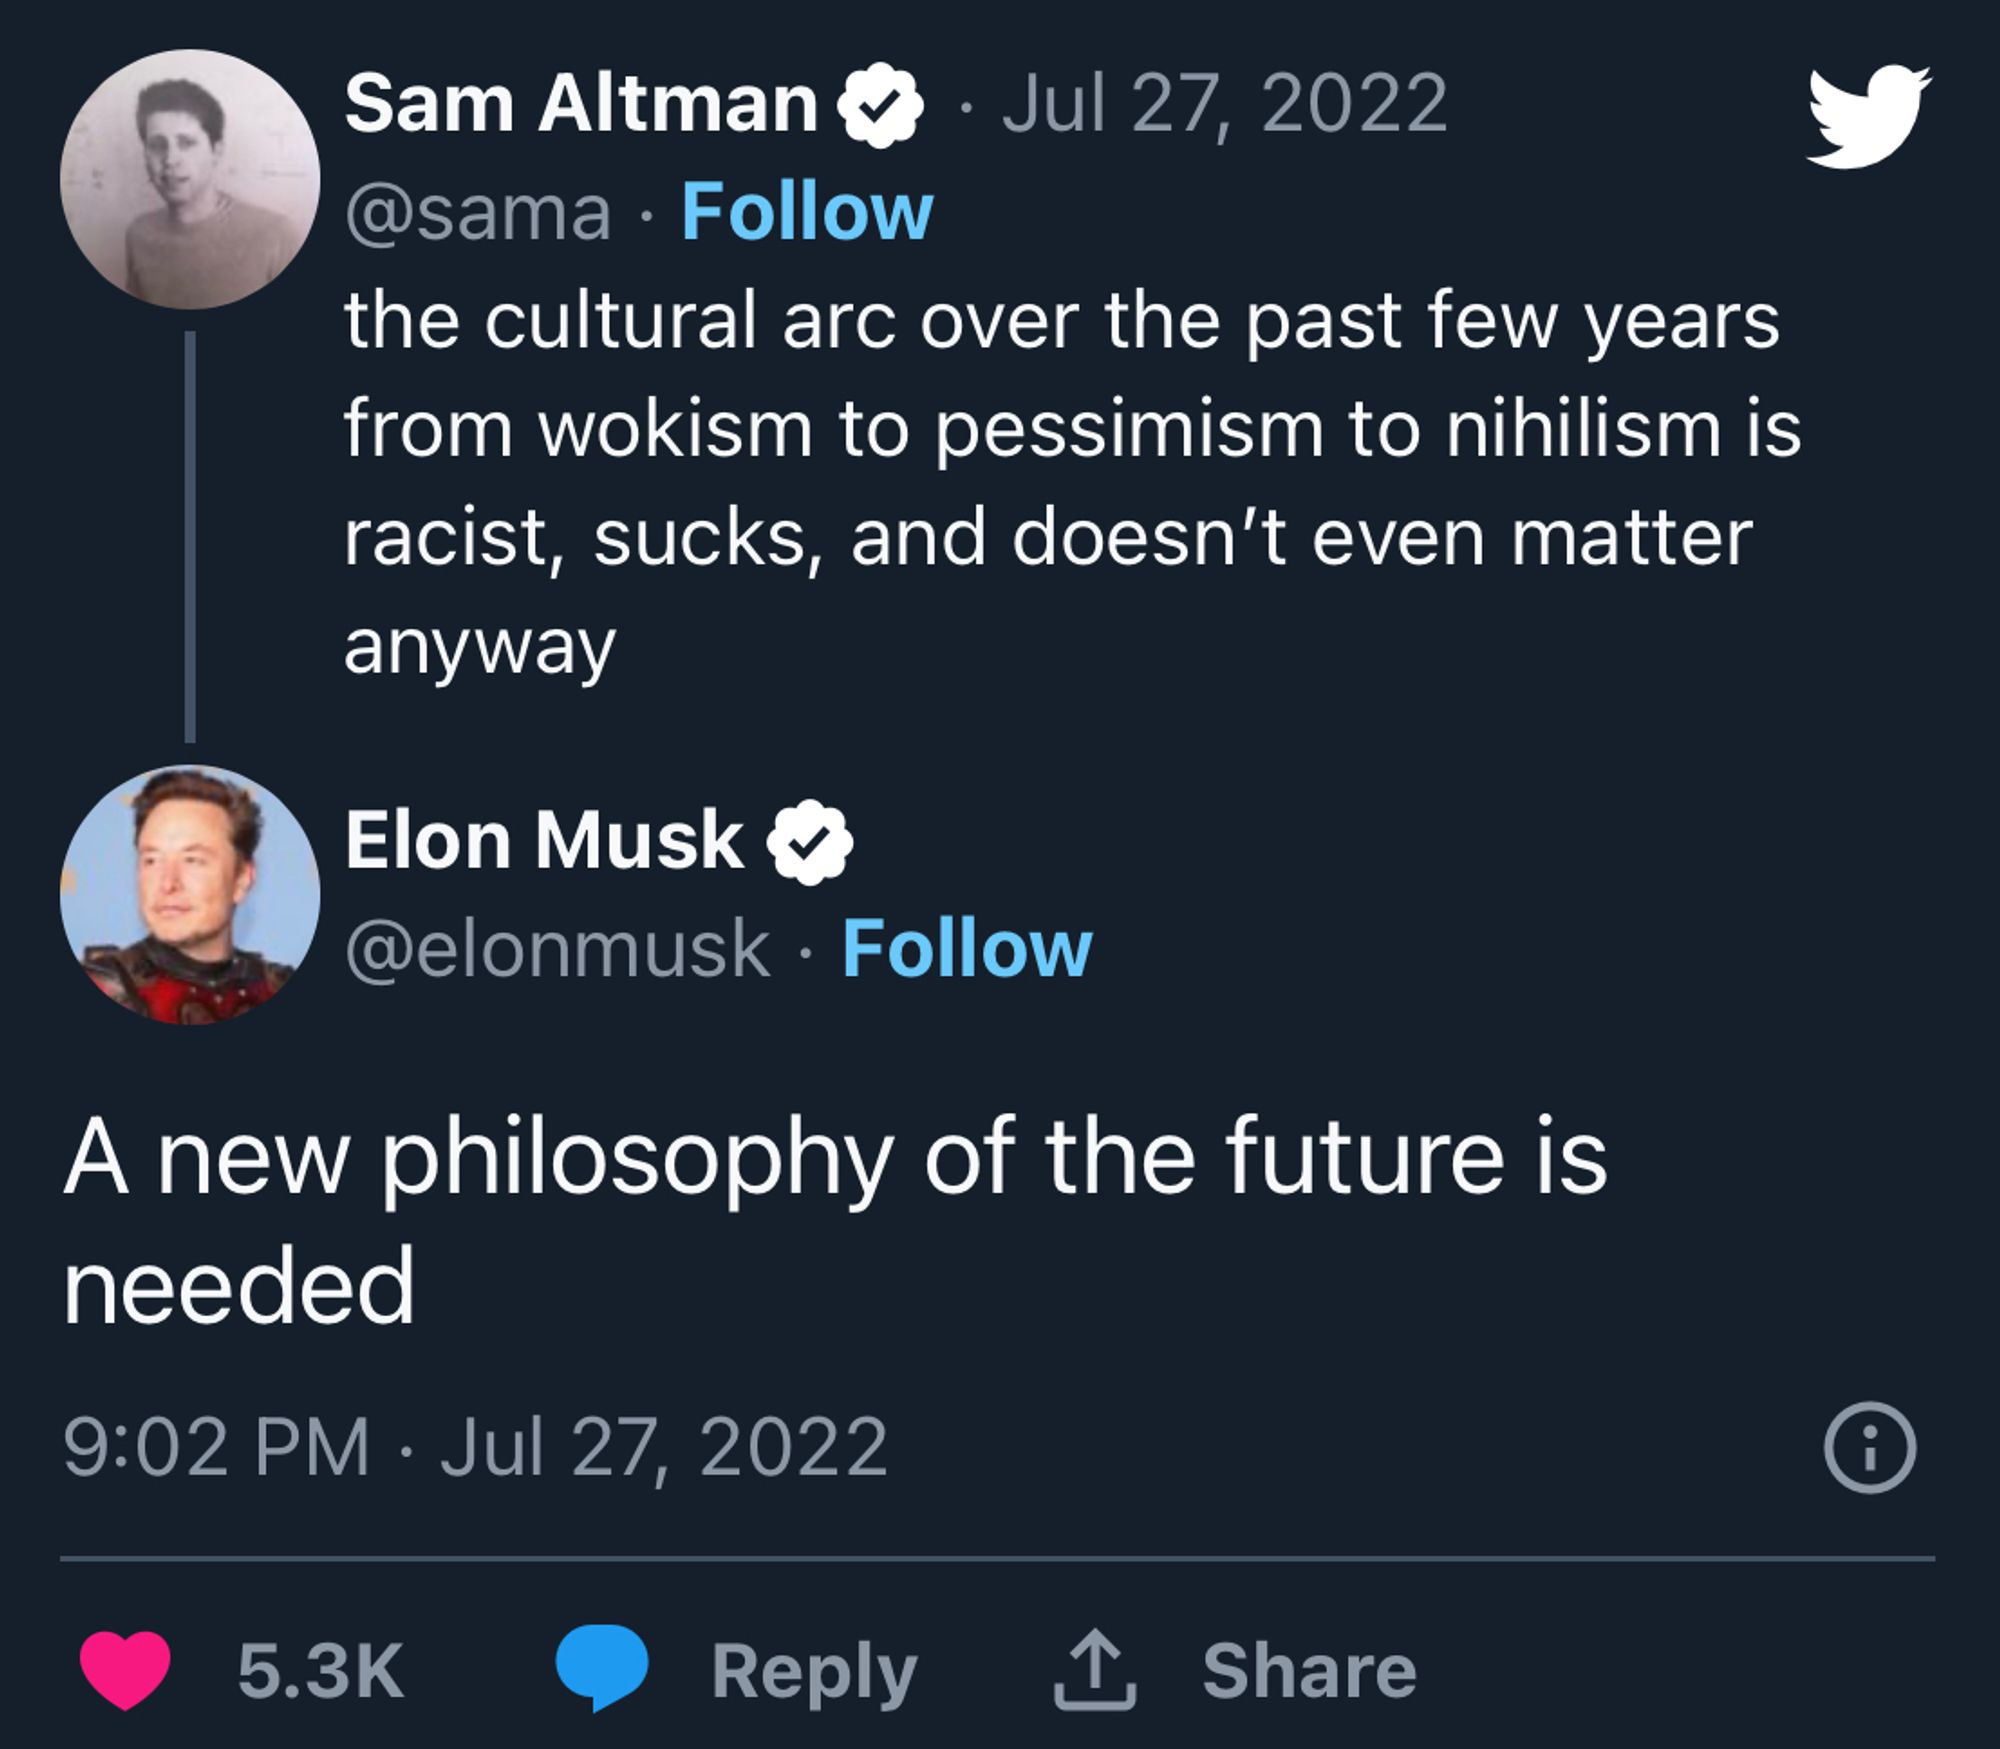 Sam Altman · Jul 27, 2022
@sama · Follow
the cultural arc over the past few years
from wokism to pessimism to nihilism is
racist, sucks, and doesn’t even matter
anyway
Elon Musk
@elonmusk · Follow
A new philosophy of the future is
needed
9:02 PM · Jul 27, 2022
5.3K Reply Share